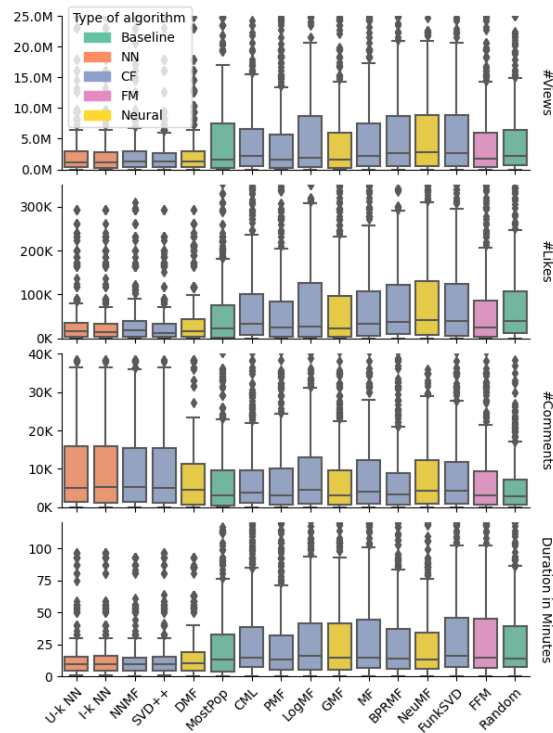 Type of algorithm
Baseline
NN
CF
FM
Neural
25.0M
20.0M
15.0M
10.0M
5.0M
0.0M
#Views
300K
200K
100K
0K
#Likes
40K
30K
20K
10K
0K
#Comments
100
75
50
25
0
Duration in Minutes
U-k NN
I-k NN
NNMF
SVD++
DMF
MostPop
CML
PMF
LogMF
GMF
MF
BPRMF
NeuMF
FunkSVD
FFM
Random